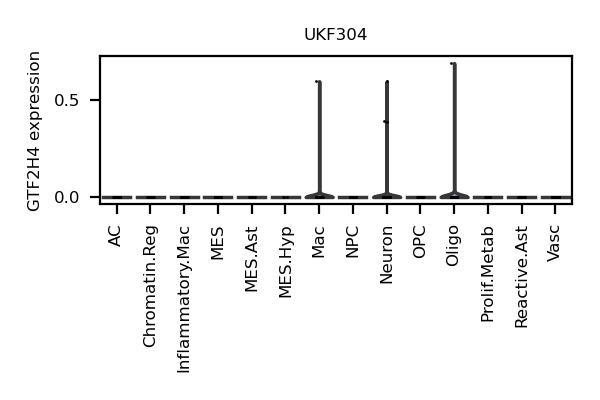 UKF304
GTF2H4 expression
0.5
0.0
AC
Chromatin.Reg
Inflammatory.Mac
MES
MES.Ast
MES.Hyp
Mac
NPC
Neuron
OPC
Oligo
Prolif.Metab
Reactive.Ast
Vasc